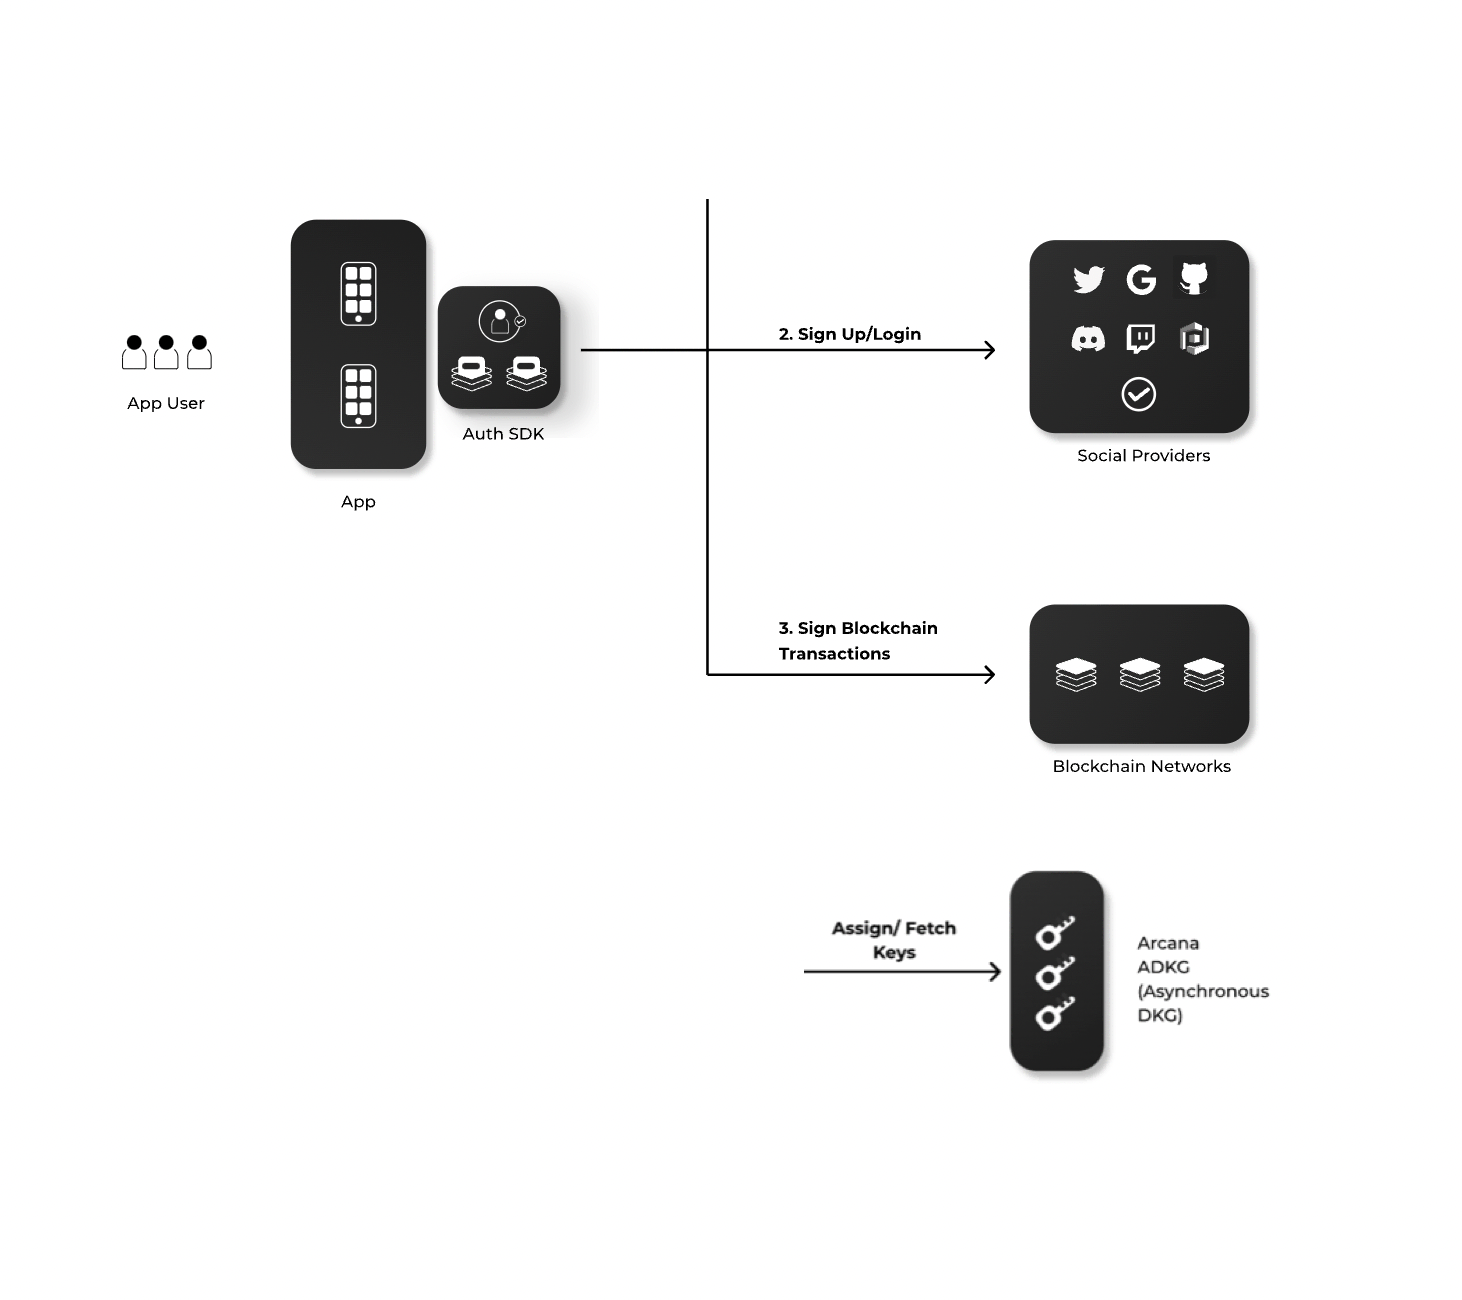 2. Sign Up/Login
App User
Auth SDK
App
Social Providers
3. Sign Blockchain
Transactions
Blockchain Networks
Assign/ Fetch
Keys
Arcana
ADKG
(Asynchronous
DKG)